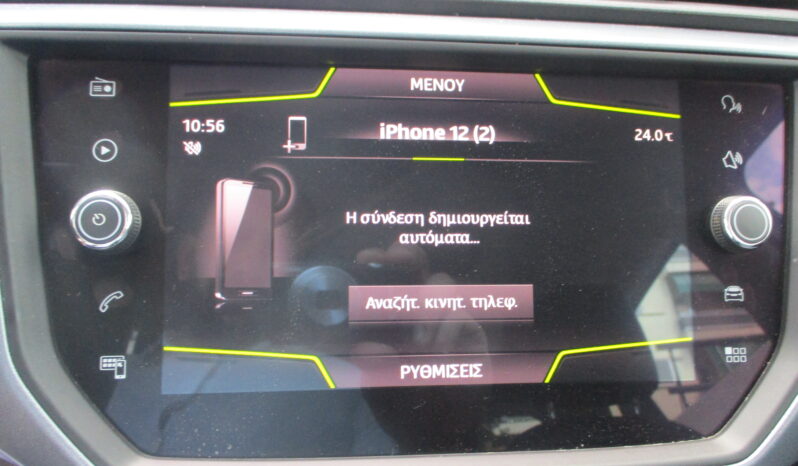 ΜΕΝΟΥ
10:56
iPhone 12 (2)
24.0 °C
Η σύνδεση δημιουργείται
αυτόματα...
Αναζήτ. κινητ. τηλεφ.
ΡΥΘΜΙΣΕΙΣ